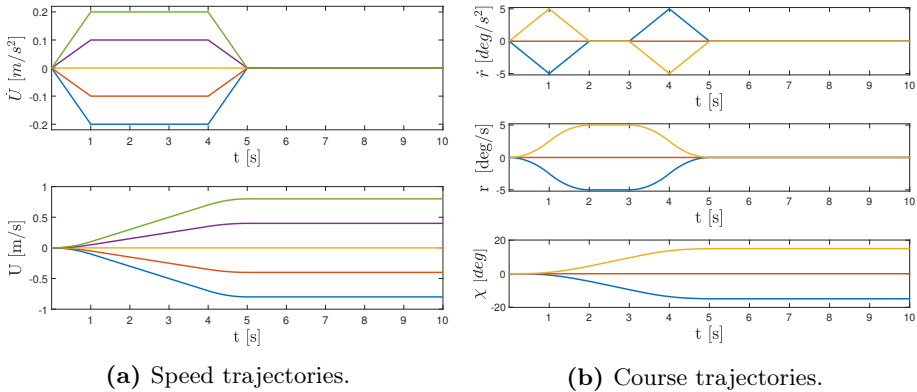 0.2
0.1
0
-0.1
-0.2
U̇ [m/s²]
1 2 3 4 5 6 7 8 9 10
t [s]
1
0.5
0
-0.5
-1
U [m/s]
1 2 3 4 5 6 7 8 9 10
t [s]
(a) Speed trajectories.
5
0
-5
ṙ [deg/s²]
1 2 3 4 5 6 7 8 9 10
t [s]
5
0
-5
r [deg/s]
1 2 3 4 5 6 7 8 9 10
t [s]
20
0
-20
χ [deg]
1 2 3 4 5 6 7 8 9 10
t [s]
(b) Course trajectories.